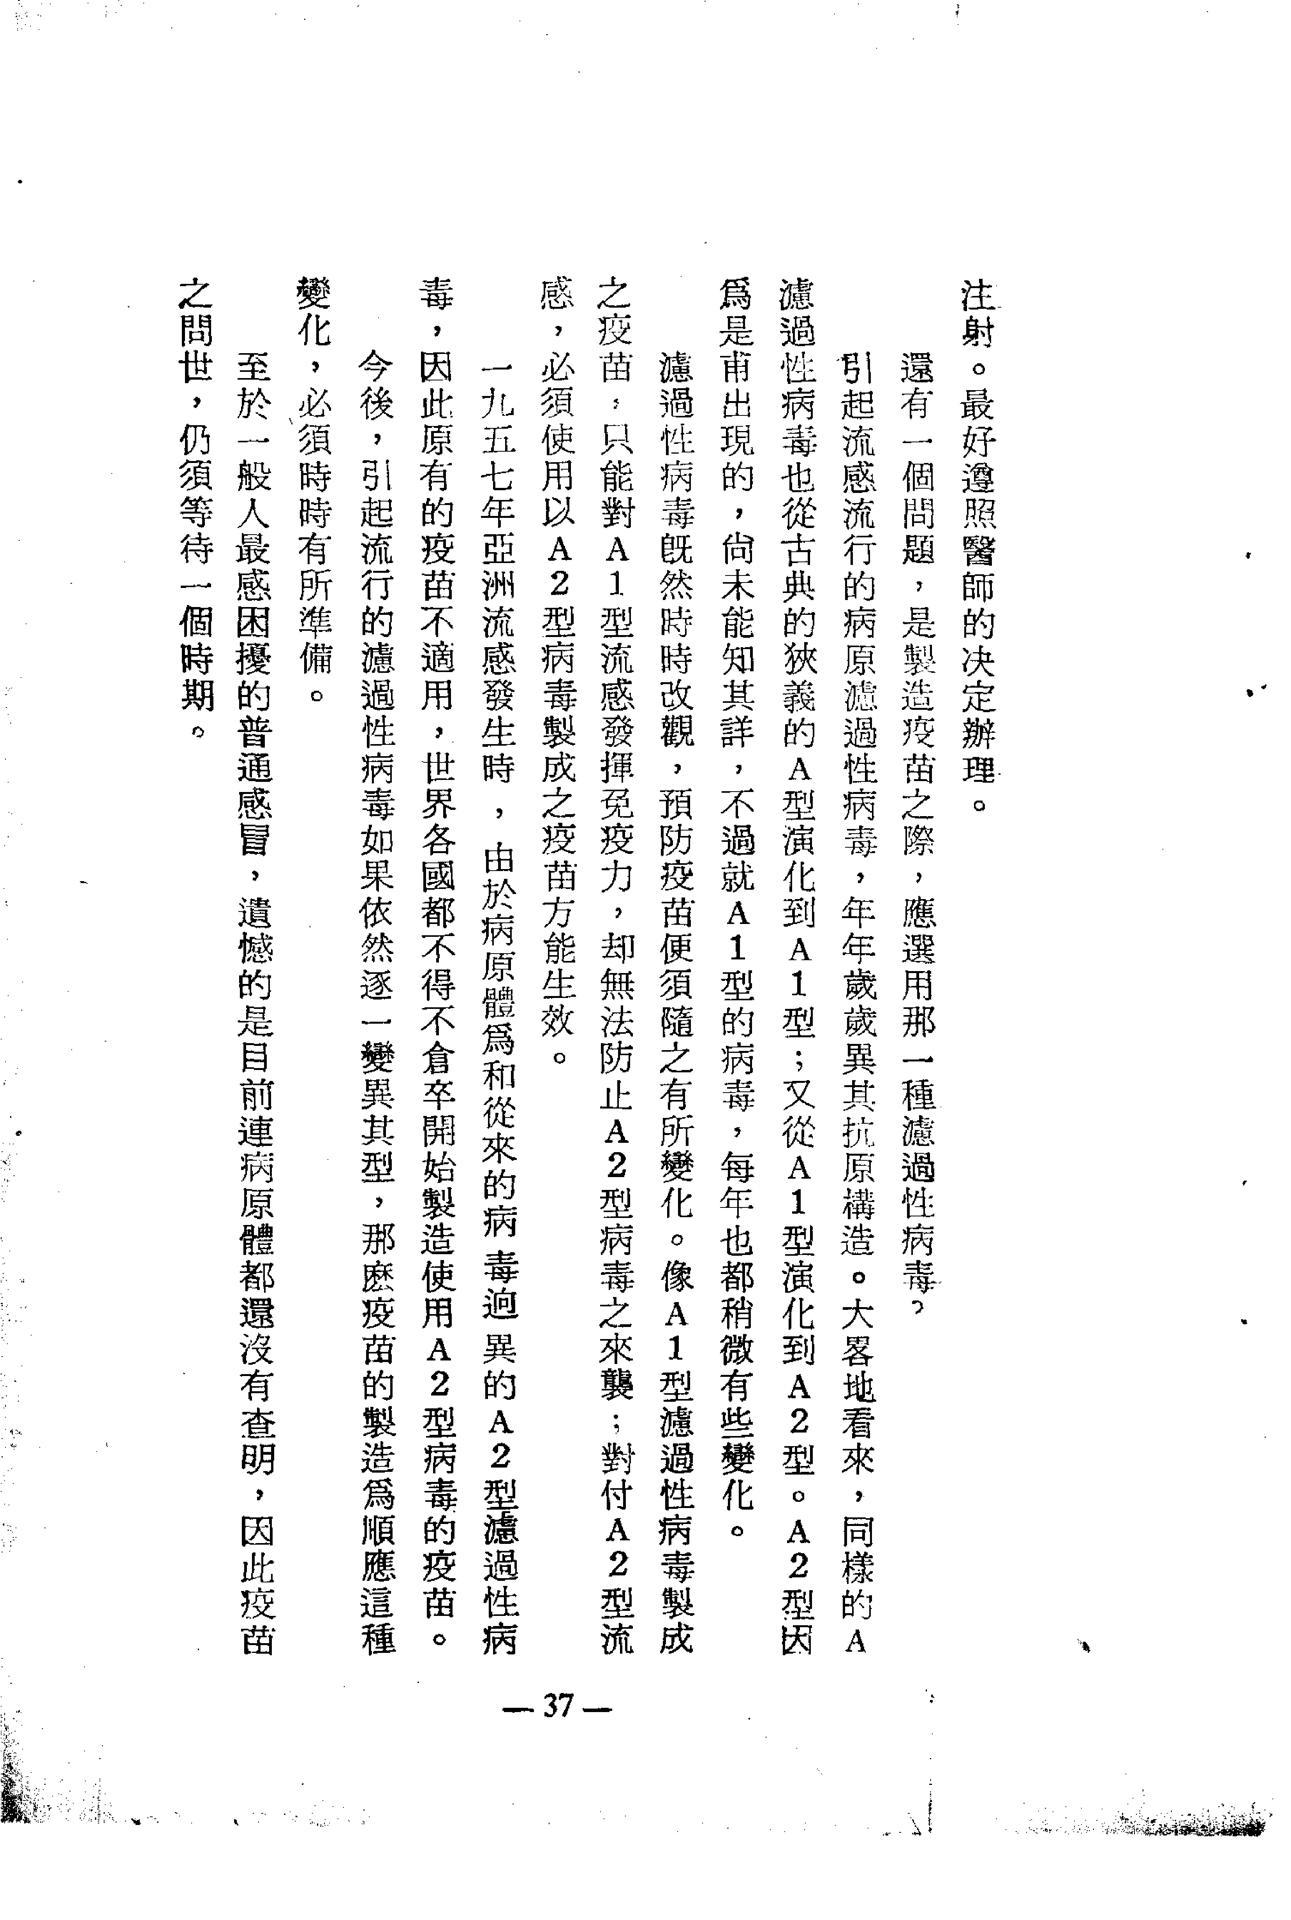 注射。最好遵照醫師的決定辦理。
還有一個問題，是製造疫苗之際，應選用那一種濾過性病毒？
引起流感流行的病原濾過性病毒，年年歲歲異其抗原構造。大畧地看來，同樣的A
濾過性病毒也從古典的狹義的A型演化到A1型；又從A1型演化到A2型。A2型因
爲是甫出現的，尙未能知其詳，不過就A1型的病毒，每年也都稍微有些變化。
濾過性病毒旣然時時改觀，預防疫苗便須隨之有所變化。像A1型濾過性病毒製成
之疫苗，只能對A1型流感發揮免疫力，却無法防止A2型病毒之來襲；對付A2型流
感，必須使用以A2型病毒製成之疫苗方能生效。
一九五七年亞洲流感發生時，由於病原體爲和從來的病毒逈異的A2型濾過性病
毒，因此原有的疫苗不適用，世界各國都不得不倉卒開始製造使用A2型病毒的疫苗。
今後，引起流行的濾過性病毒如果依然逐一變異其型，那麽疫苗的製造爲順應這種
變化，必須時時有所準備。
至於一般人最感困擾的普通感冒，遺憾的是目前連病原體都還沒有查明，因此疫苗
之問世，仍須等待一個時期。
— 37 —